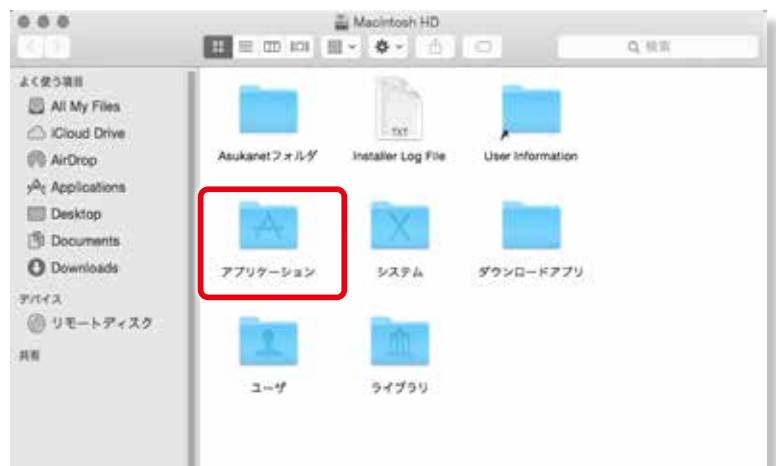 Macintosh HD
検索
よく使う項目
All My Files
iCloud Drive
AirDrop
Applications
Desktop
Documents
Downloads
デバイス
リモートディスク
共有
TXT
Asukanetフォルダ
Installer Log File
User Information
アプリケーション
システム
ダウンロードアプリ
ユーザ
ライブラリ